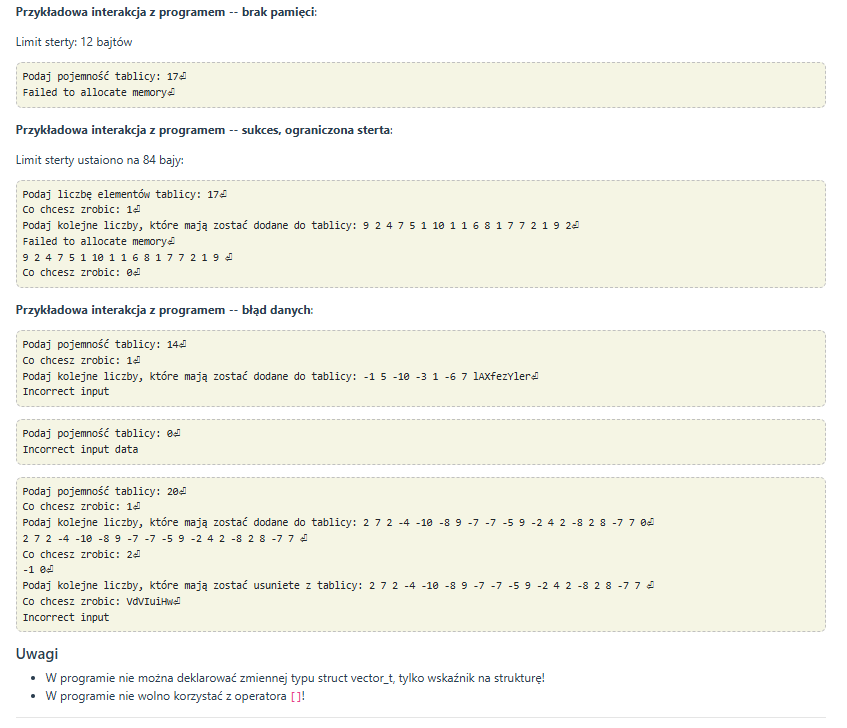 Przykładowa interakcja z programem -- brak pamięci:
Limit sterty: 12 bajtów
Podaj pojemność tablicy: 17⏎
Failed to allocate memory⏎
Przykładowa interakcja z programem -- sukces, ograniczona sterta:
Limit sterty ustaiono na 84 bajy:
Podaj liczbę elementów tablicy: 17⏎
Co chcesz zrobic: 1⏎
Podaj kolejne liczby, które mają zostać dodane do tablicy: 9 2 4 7 5 1 10 1 1 6 8 1 7 7 2 1 9 2⏎
Failed to allocate memory⏎
9 2 4 7 5 1 10 1 1 6 8 1 7 7 2 1 9 ⏎
Co chcesz zrobic: 0⏎
Przykładowa interakcja z programem -- błąd danych:
Podaj pojemność tablicy: 14⏎
Co chcesz zrobic: 1⏎
Podaj kolejne liczby, które mają zostać dodane do tablicy: -1 5 -10 -3 1 -6 7 lAXfezYler⏎
Incorrect input
Podaj pojemność tablicy: 0⏎
Incorrect input data
Podaj pojemność tablicy: 20⏎
Co chcesz zrobic: 1⏎
Podaj kolejne liczby, które mają zostać dodane do tablicy: 2 7 2 -4 -10 -8 9 -7 -7 -5 9 -2 4 2 -8 2 8 -7 7 0⏎
2 7 2 -4 -10 -8 9 -7 -7 -5 9 -2 4 2 -8 2 8 -7 7 ⏎
Co chcesz zrobic: 2⏎
-1 0⏎
Podaj kolejne liczby, które mają zostać usuniete z tablicy: 2 7 2 -4 -10 -8 9 -7 -7 -5 9 -2 4 2 -8 2 8 -7 7 ⏎
Co chcesz zrobic: VdVIuiHw⏎
Incorrect input
Uwagi
• W programie nie można deklarować zmiennej typu struct vector_t, tylko wskaźnik na strukturę!
• W programie nie wolno korzystać z operatora []!